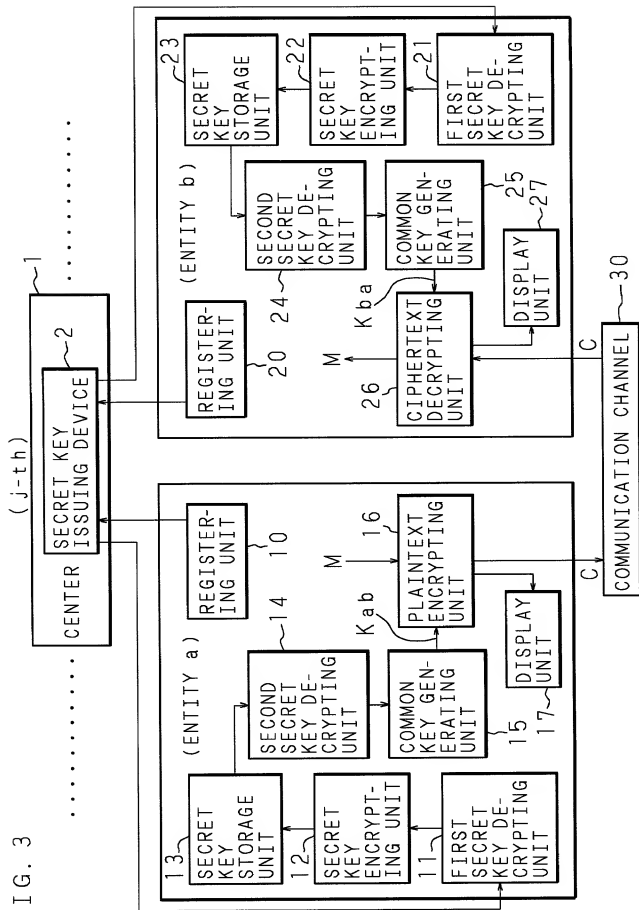 IG. 3
(j-th)
1
2
CENTER
SECRET KEY
ISSUING DEVICE
(ENTITY a)
13
SECRET
KEY
STORAGE
UNIT
12
SECRET
KEY
ENCRYPT-
ING UNIT
11
FIRST
SECRET
KEY DE-
CRYPTING
UNIT
14
SECOND
SECRET
KEY DE-
CRYPTING
UNIT
COMMON
KEY GEN-
ERATING
UNIT
15
REGISTER-
ING UNIT
10
Kab
M
16
PLAINTEXT
ENCRYPTING
UNIT
DISPLAY
UNIT
17
C
(ENTITY b)
REGISTER-
ING UNIT
20
SECRET
KEY
STORAGE
UNIT
23
SECRET
KEY
ENCRYPT-
ING UNIT
22
FIRST
SECRET
KEY DE-
CRYPTING
UNIT
21
SECOND
SECRET
KEY DE-
CRYPTING
UNIT
24
COMMON
KEY GEN-
ERATING
UNIT
25
Kba
M
CIPHERTEXT
DECRYPTING
UNIT
26
DISPLAY
UNIT
27
C
COMMUNICATION CHANNEL
30